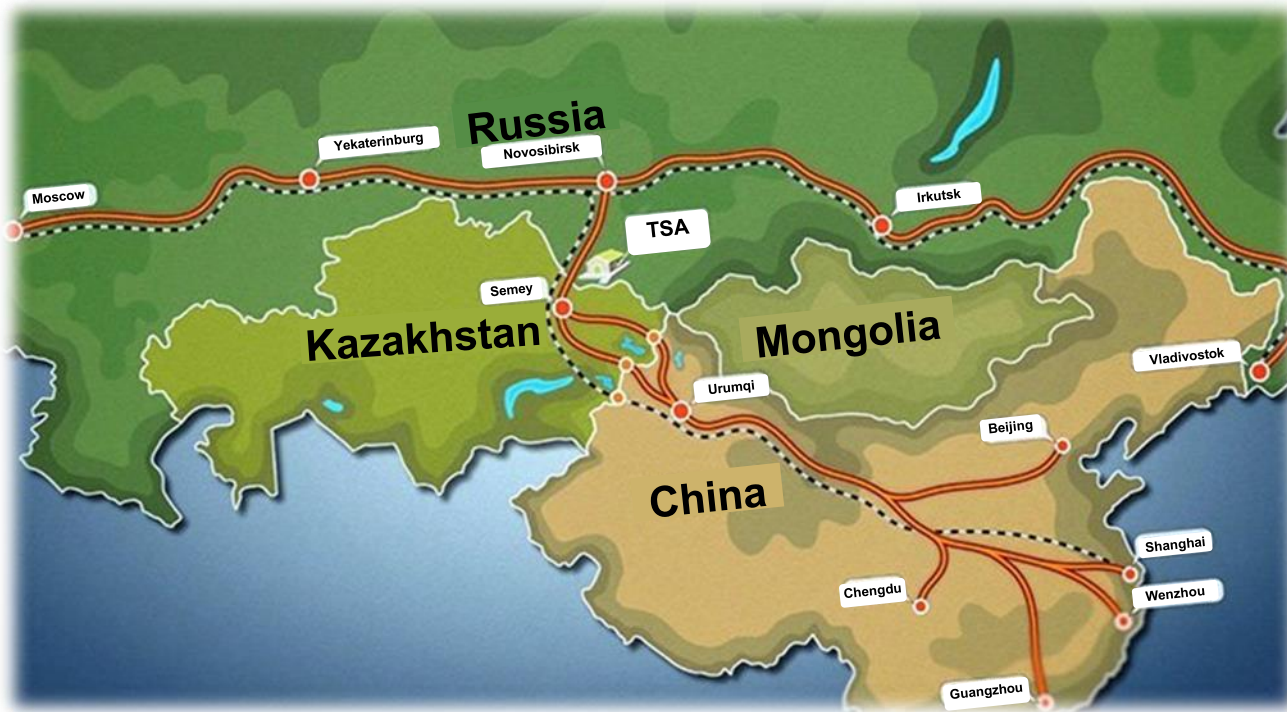 Russia
Yekaterinburg
Novosibirsk
Moscow
Irkutsk
TSA
Semey
Kazakhstan
Mongolia
Vladivostok
Urumqi
Beijing
China
Shanghai
Chengdu
Wenzhou
Guangzhou